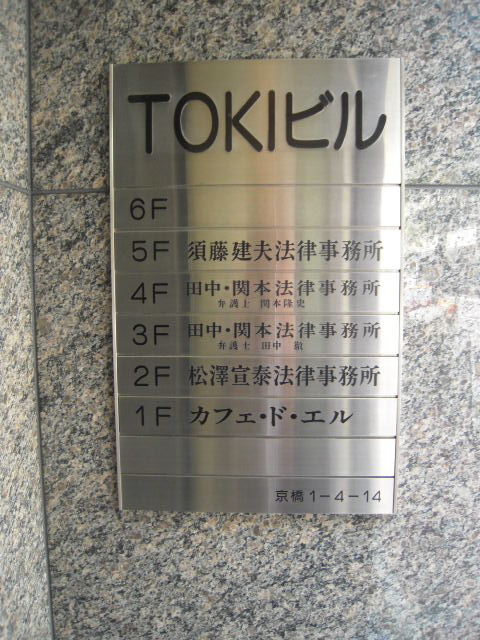 TOKIビル
6F
5F 須藤建夫法律事務所
4F 田中・関本法律事務所
弁護士 関本隆史
3F 田中・関本法律事務所
弁護士 田中 徹
2F 松澤宣泰法律事務所
1F カフェ・ド・エル
京橋1-4-14